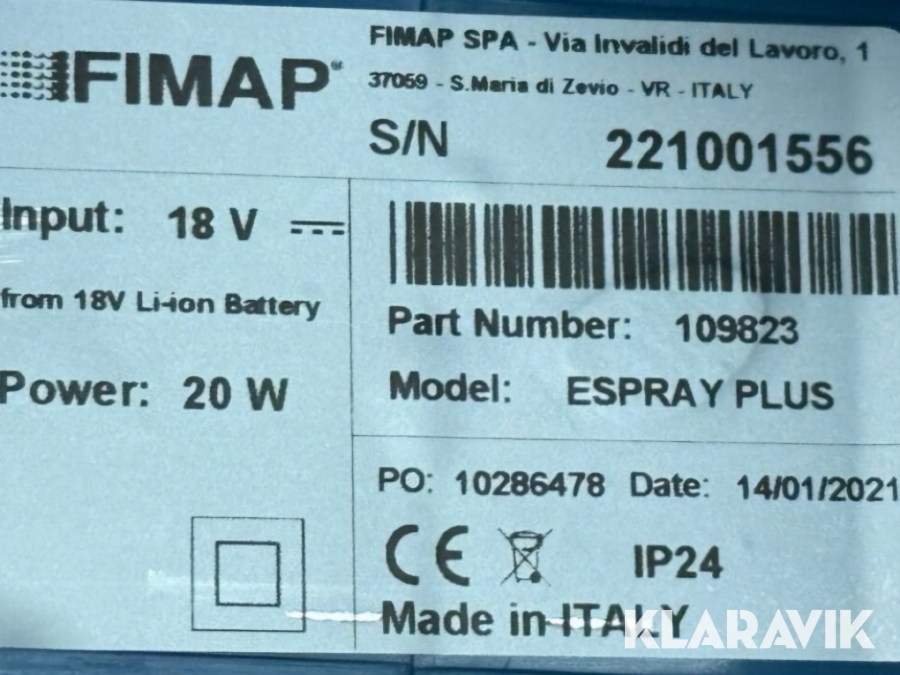 FIMAP
FIMAP SPA - Via Invalidi del Lavoro, 1
37059 - S.Maria di Zevio - VR - ITALY
S/N 221001556
Input: 18 V
from 18V Li-ion Battery
Power: 20 W
Part Number: 109823
Model: ESPRAY PLUS
PO: 10286478 Date: 14/01/2021
CE IP24
Made in ITALY
KLARAVIK